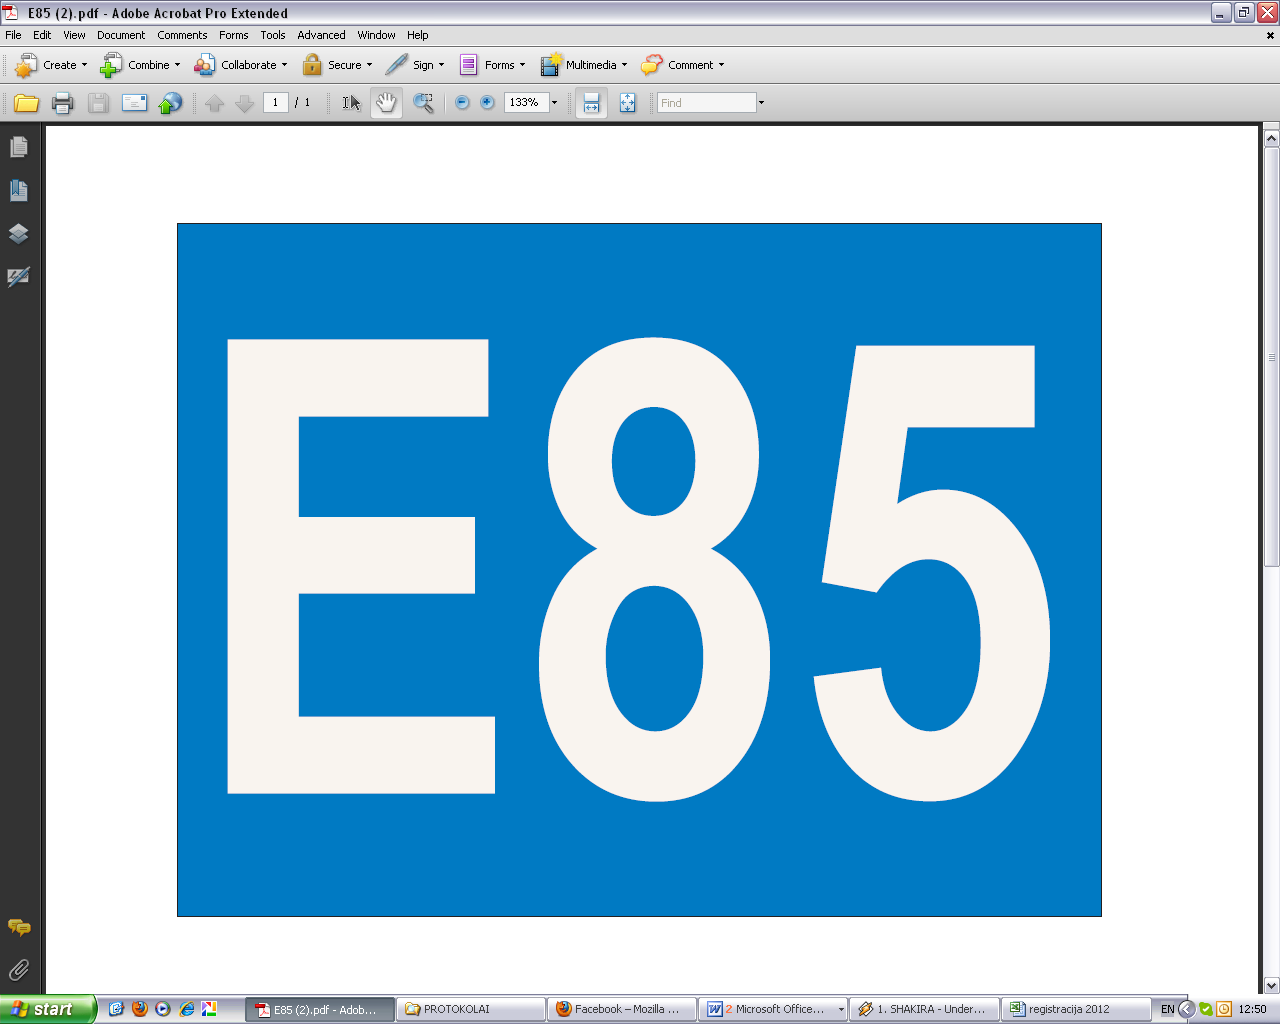 E85 (2).pdf - Adobe Acrobat Pro Extended
File Edit View Document Comments Forms Tools Advanced Window Help
Create Combine Collaborate Secure Sign Forms Multimedia Comment
1 / 1 133% Find
E85
start E85 (2).pdf - Adob... PROTOKOLAI Facebook – Mozilla ... 2 Microsoft Office... 1. SHAKIRA - Under... registracija 2012 EN 12:50